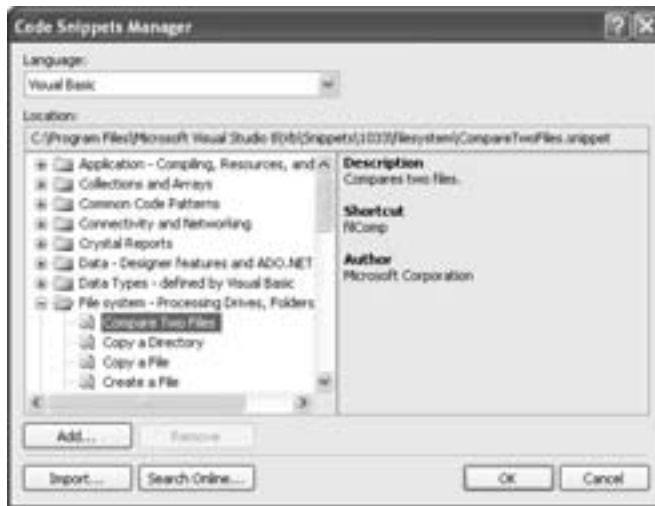 Code Snippets Manager
Language:
Visual Basic
Location:
C:\Program Files\Microsoft Visual Studio 8\Vb\Snippets\1033\filesystem\CompareTwoFiles.snippet
Application - Compiling, Resources, and
Collections and Arrays
Common Code Patterns
Connectivity and Networking
Crystal Reports
Data - Designer features and ADO.NET
Data Types - defined by Visual Basic
File system - Processing Drives, Folders
Compare Two Files
Copy a Directory
Copy a File
Create a File
Description
Compares two files.
Shortcut
filComp
Author
Microsoft Corporation
Add...
Remove
Import...
Search Online...
OK
Cancel